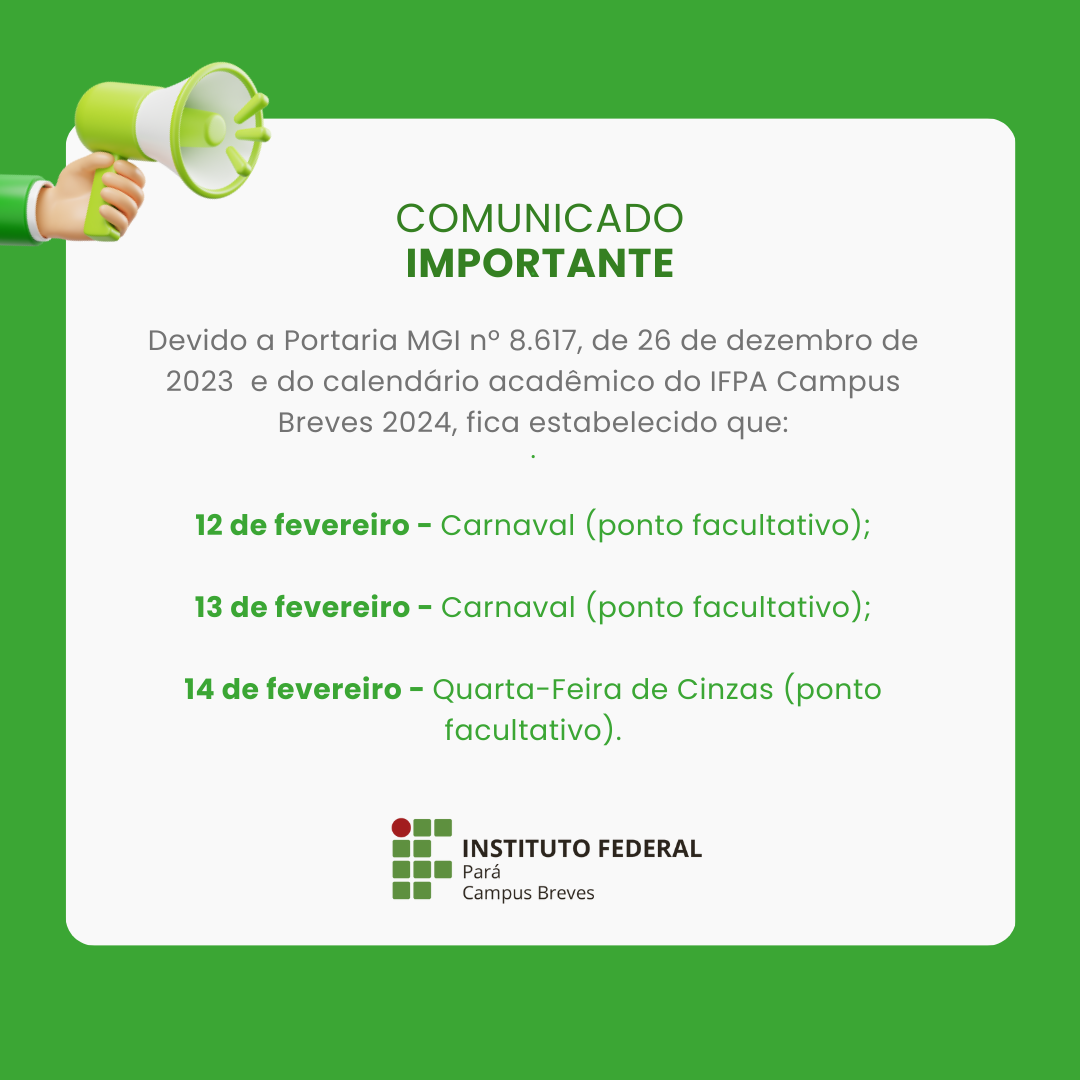 COMUNICADO
IMPORTANTE
Devido a Portaria MGI nº 8.617, de 26 de dezembro de
2023  e do calendário acadêmico do IFPA Campus
Breves 2024, fica estabelecido que:
.
12 de fevereiro - Carnaval (ponto facultativo);
13 de fevereiro - Carnaval (ponto facultativo);
14 de fevereiro - Quarta-Feira de Cinzas (ponto
facultativo).
INSTITUTO FEDERAL
Pará
Campus Breves